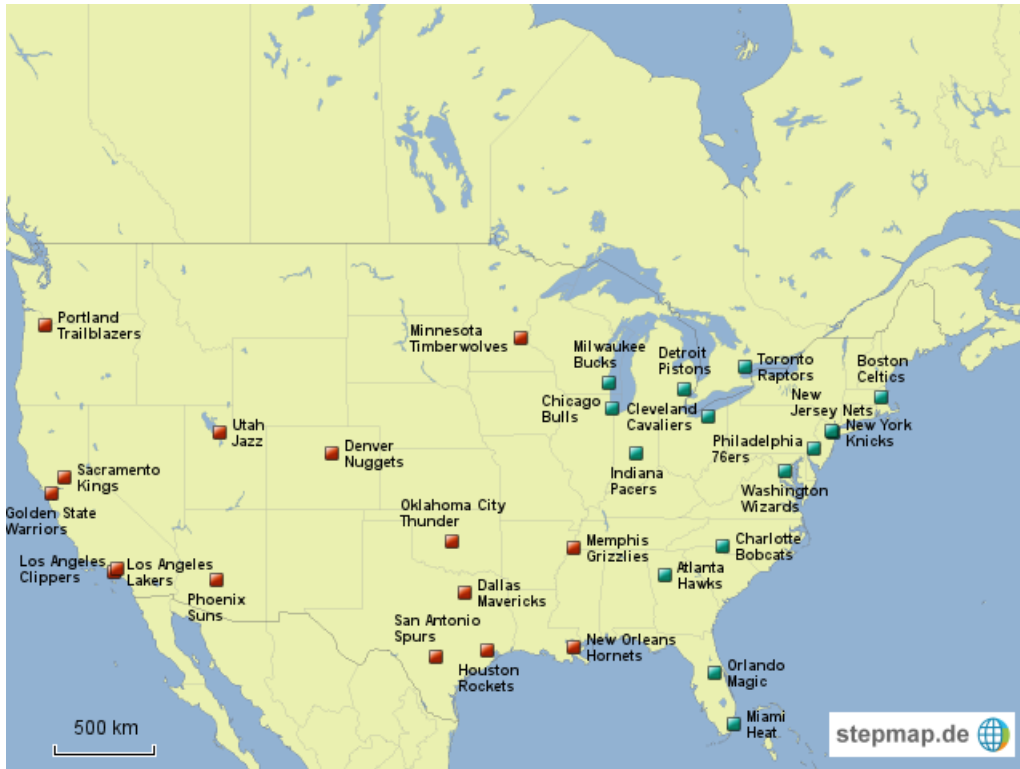 Portland
Trailblazers
Minnesota
Timberwolves
Milwaukee
Bucks
Detroit
Pistons
Toronto
Raptors
Boston
Celtics
Chicago
Bulls
Cleveland
Cavaliers
New
Jersey Nets
New York
Knicks
Utah
Jazz
Denver
Nuggets
Philadelphia
76ers
Indiana
Pacers
Sacramento
Kings
Washington
Wizards
Golden State
Warriors
Oklahoma City
Thunder
Memphis
Grizzlies
Charlotte
Bobcats
Los Angeles
Clippers
Los Angeles
Lakers
Phoenix
Suns
Atlanta
Hawks
Dallas
Mavericks
San Antonio
Spurs
Houston
Rockets
New Orleans
Hornets
Orlando
Magic
Miami
Heat
500 km
stepmap.de